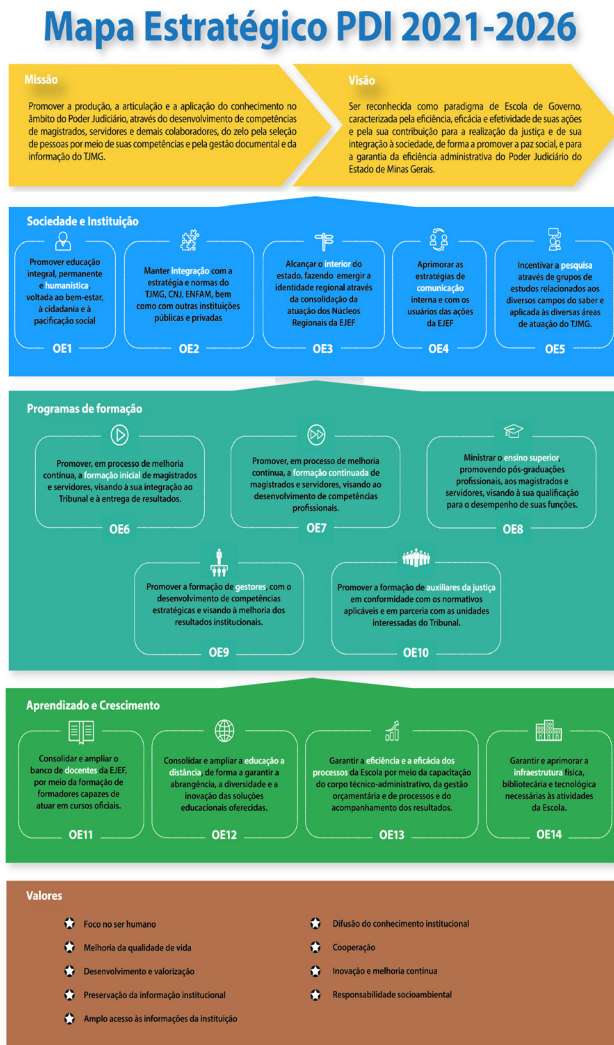 Mapa Estratégico PDI 2021-2026
Missão
Promover a produção, a articulação e a aplicação do conhecimento no
âmbito do Poder Judiciário, através do desenvolvimento de competências
de magistrados, servidores e demais colaboradores, do zelo pela seleção
de pessoas por meio de suas competências e pela gestão documental e da
informação do TJMG.
Visão
Ser reconhecida como paradigma de Escola de Governo,
caracterizada pela eficiência, eficácia e efetividade de suas ações
e pela sua contribuição para a realização da justiça e de sua
integração à sociedade, de forma a promover a paz social, e para
a garantia da eficiência administrativa do Poder Judiciário do
Estado de Minas Gerais.
Sociedade e Instituição
Promover educação
integral, permanente
e humanística,
voltada ao bem-estar,
à cidadania e à
pacificação social
OE1
Manter integração com a
estratégia e normas do
TJMG, CNJ, ENFAM, bem
como com outras instituições
públicas e privadas
OE2
Alcançar o interior do
estado, fazendo emergir a
identidade regional através
da consolidação da
atuação dos Núcleos
Regionais da EJEF
OE3
Aprimorar as
estratégias de
comunicação
interna e com os
usuários das ações
da EJEF
OE4
Incentivar a pesquisa
através de grupos de
estudos relacionados aos
diversos campos do saber e
aplicada às diversas áreas
de atuação do TJMG.
OE5
Programas de formação
Promover, em processo de melhoria
contínua, a formação inicial de magistrados
e servidores, visando à sua integração ao
Tribunal e à entrega de resultados.
OE6
Promover, em processo de melhoria
contínua, a formação continuada de
magistrados e servidores, visando ao
desenvolvimento de competências
profissionais.
OE7
Ministrar o ensino superior
promovendo pós-graduações
profissionais, aos magistrados e
servidores, visando à sua qualificação
para o desempenho de suas funções.
OE8
Promover a formação de gestores, com o
desenvolvimento de competências
estratégicas e visando à melhoria dos
resultados institucionais.
OE9
Promover a formação de auxiliares da justiça
em conformidade com os normativos
aplicáveis e em parceria com as unidades
interessadas do Tribunal.
OE10
Aprendizado e Crescimento
Consolidar e ampliar o
banco de docentes da EJEF,
por meio da formação de
formadores capazes de
atuar em cursos oficiais.
OE11
Consolidar e ampliar a educação a
distância, de forma a garantir a
abrangência, a diversidade e a
inovação das soluções
educacionais oferecidas.
OE12
Garantir a eficiência e a eficácia dos
processos da Escola por meio da capacitação
do corpo técnico-administrativo, da gestão
orçamentária e de processos e do
acompanhamento dos resultados.
OE13
Garantir e aprimorar a
infraestrutura física,
bibliotecária e tecnológica
necessárias às atividades
da Escola.
OE14
Valores
Foco no ser humano
Melhoria da qualidade de vida
Desenvolvimento e valorização
Preservação da informação institucional
Amplo acesso às informações da instituição
Difusão do conhecimento institucional
Cooperação
Inovação e melhoria contínua
Responsabilidade socioambiental